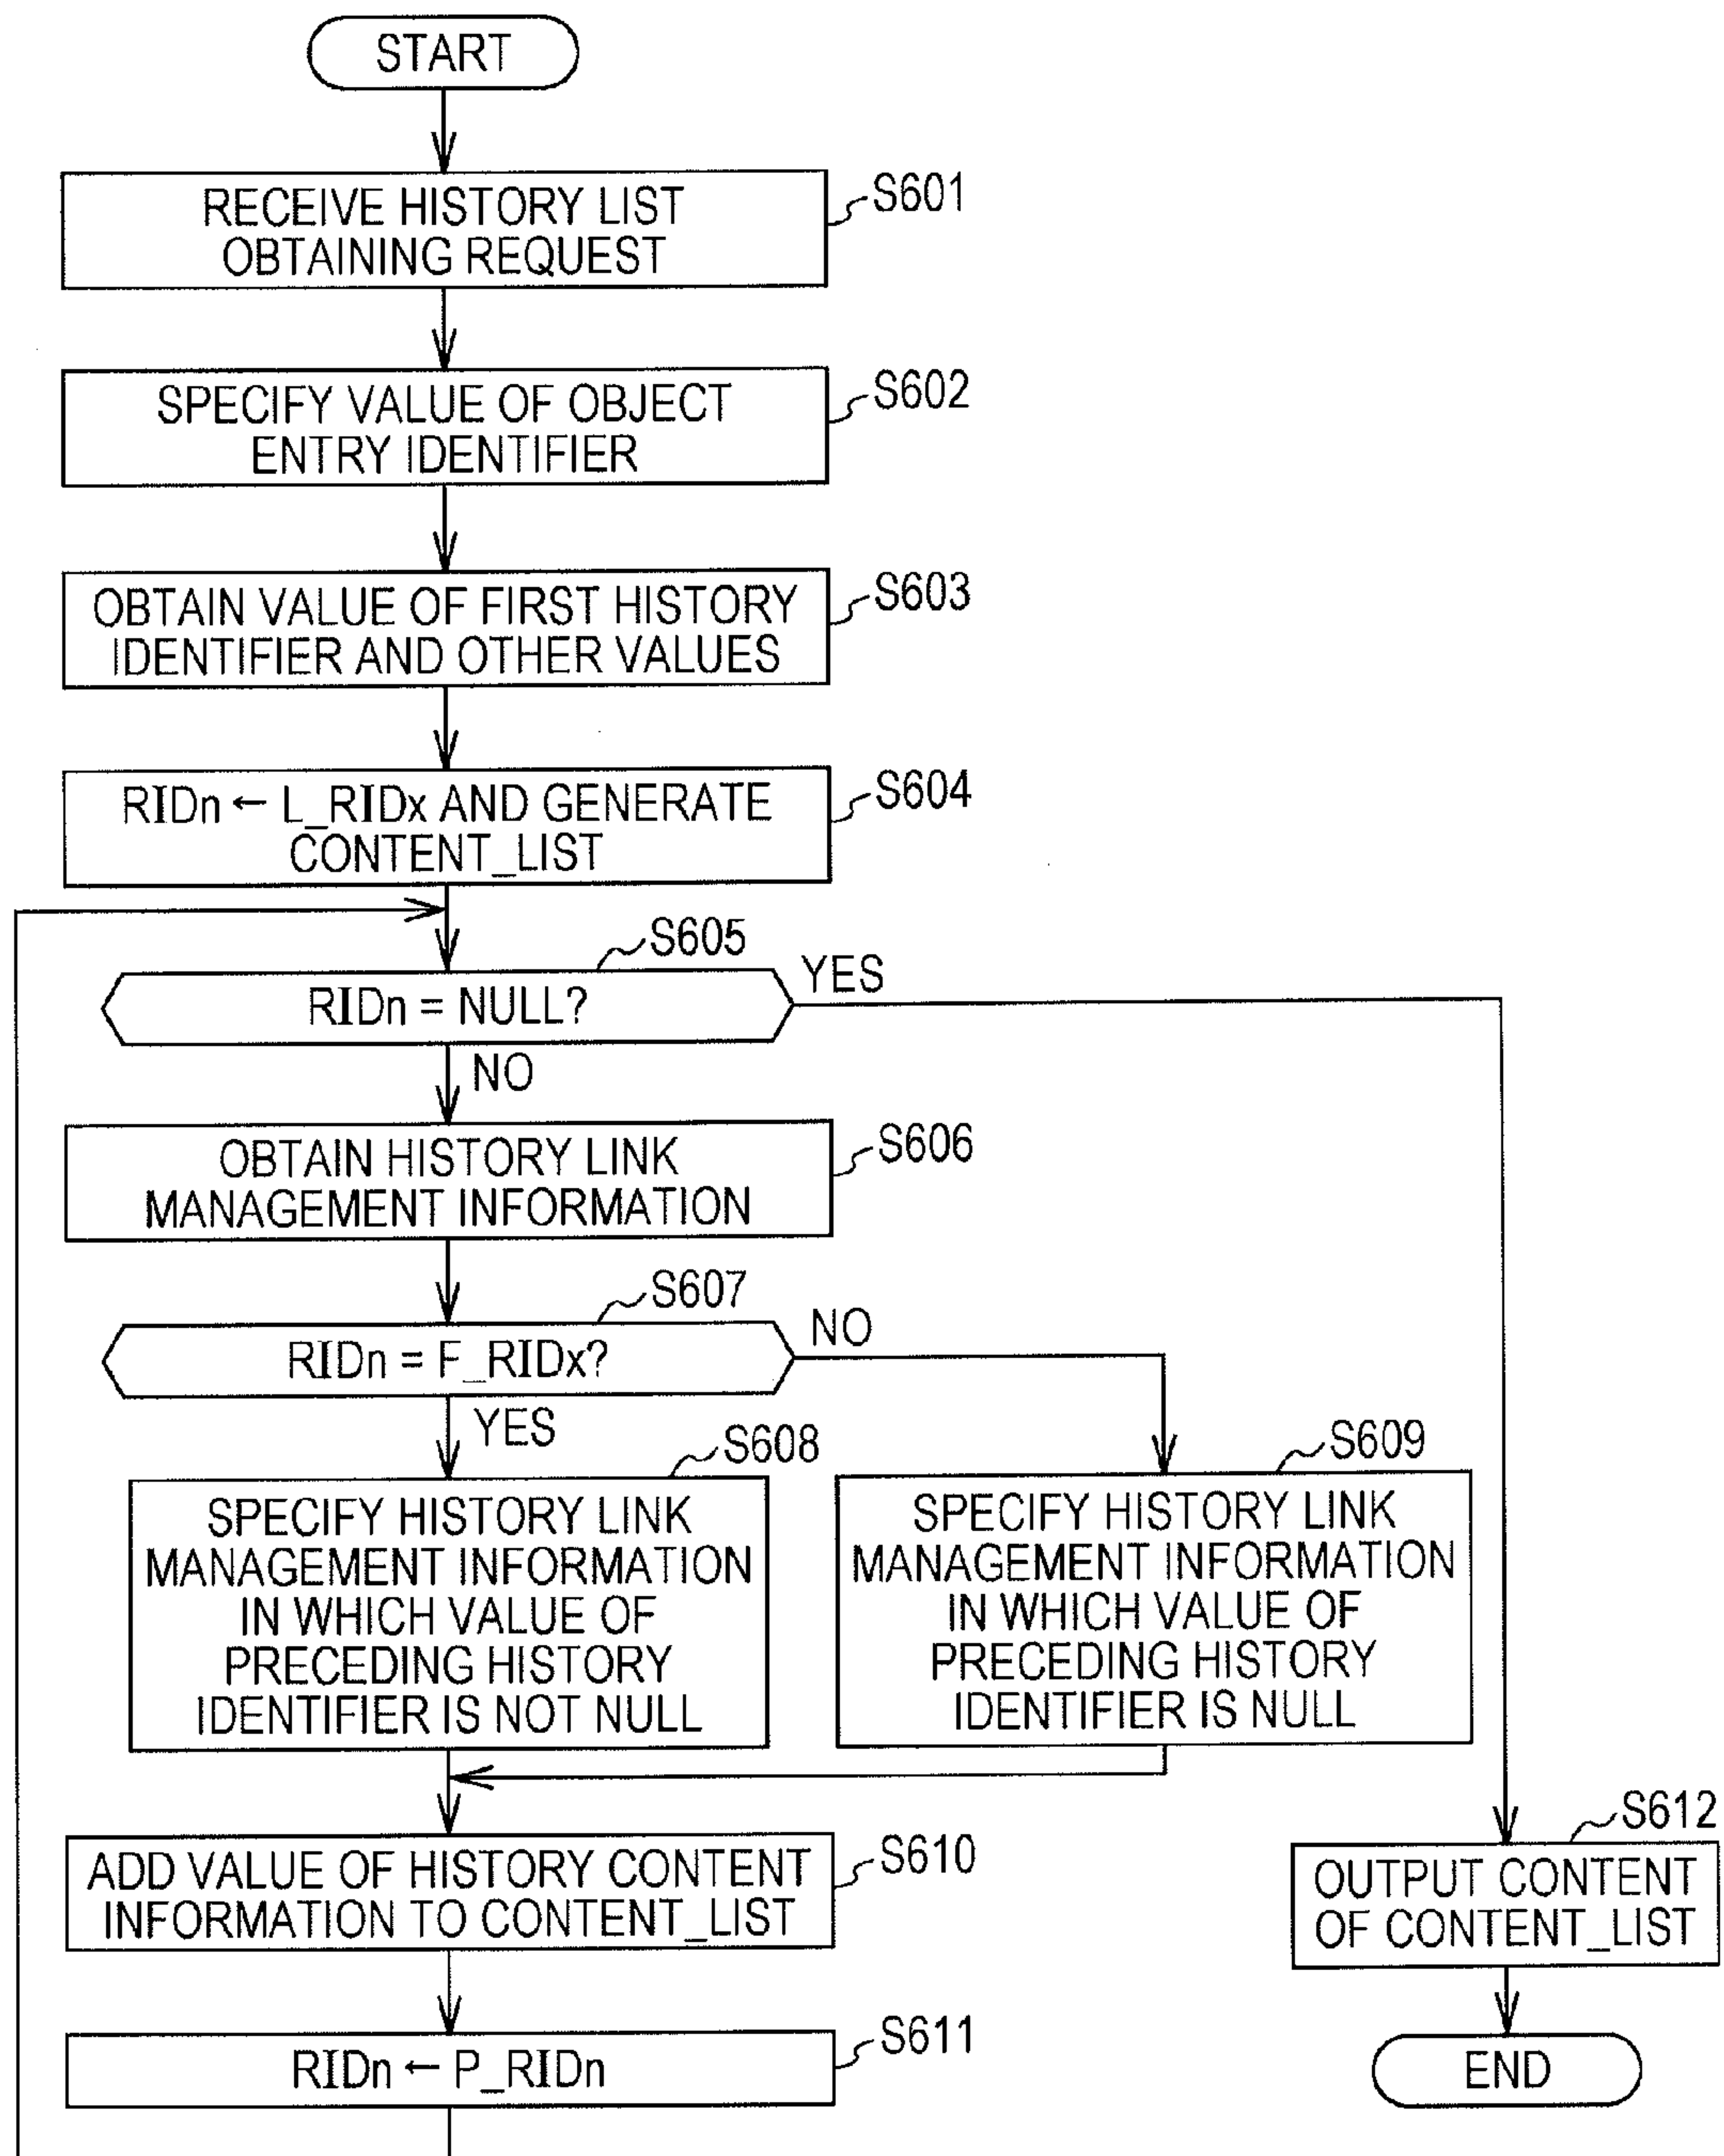 START
RECEIVE HISTORY LIST
OBTAINING REQUEST
S601
SPECIFY VALUE OF OBJECT
ENTRY IDENTIFIER
S602
OBTAIN VALUE OF FIRST HISTORY
IDENTIFIER AND OTHER VALUES
S603
RIDn ← L_RIDx AND GENERATE
CONTENT_LIST
S604
S605
RIDn = NULL?
YES
NO
OBTAIN HISTORY LINK
MANAGEMENT INFORMATION
S606
S607
RIDn = F_RIDx?
NO
YES
S608
SPECIFY HISTORY LINK
MANAGEMENT INFORMATION
IN WHICH VALUE OF
PRECEDING HISTORY
IDENTIFIER IS NOT NULL
S609
SPECIFY HISTORY LINK
MANAGEMENT INFORMATION
IN WHICH VALUE OF
PRECEDING HISTORY
IDENTIFIER IS NULL
ADD VALUE OF HISTORY CONTENT
INFORMATION TO CONTENT_LIST
S610
RIDn ← P_RIDn
S611
S612
OUTPUT CONTENT
OF CONTENT_LIST
END